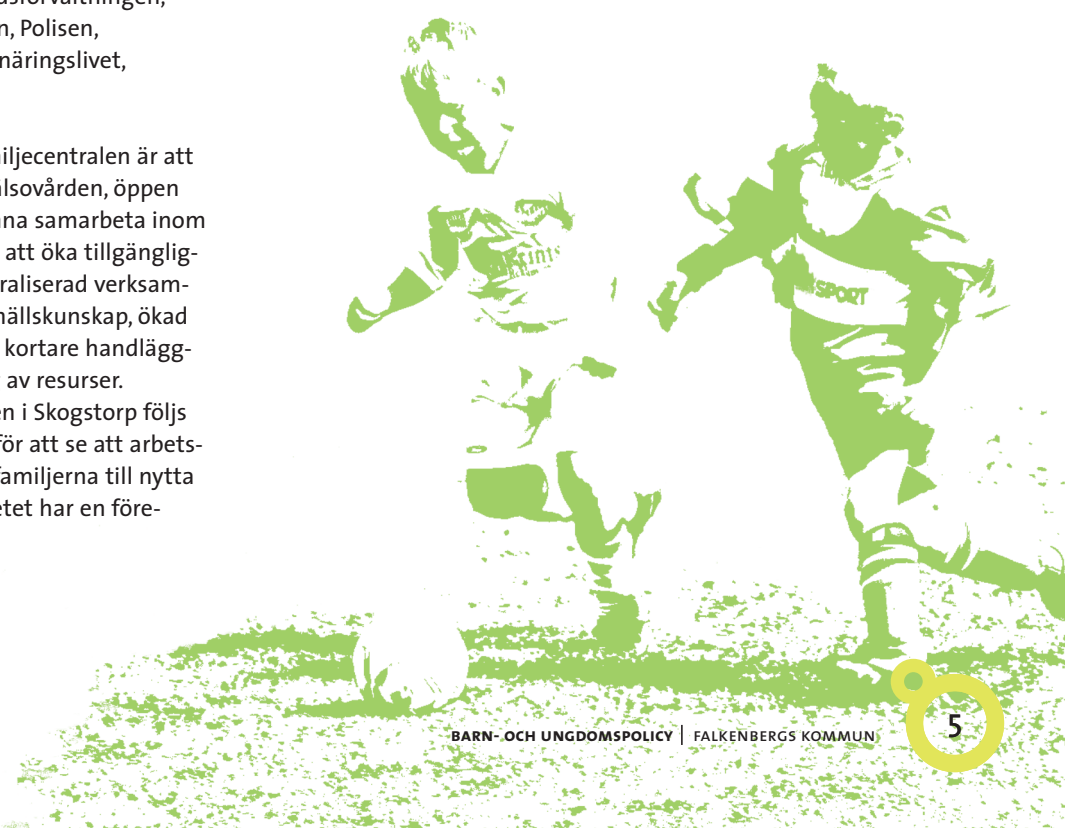 n, Polisen,
näringslivet,
iljecentralen är att
älsovården, öppen
nna samarbeta inom
att öka tillgänglig-
raliserad verksam-
hällskunskap, ökad
kortare handlägg-
av resurser.
en i Skogstorp följs
för att se att arbets-
familjerna till nytta
etet har en före-
SPORT
BARN- OCH UNGDOMSPOLICY | FALKENBERGS KOMMUN
5